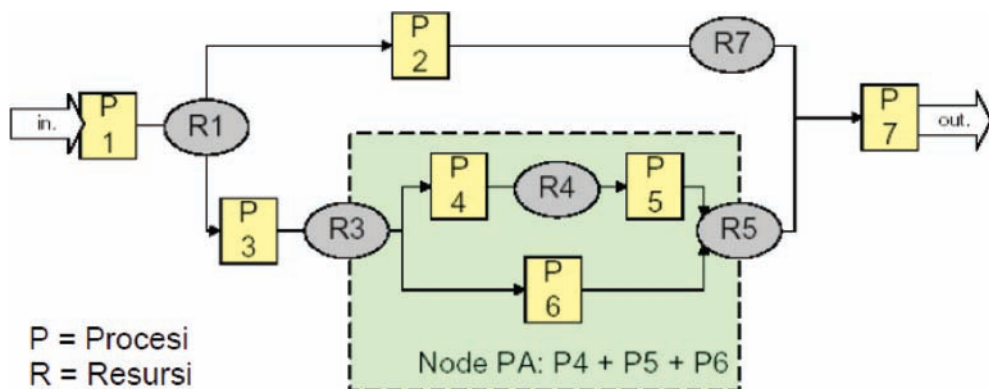 P
2
R7
in.
P
1
R1
P
7
out.
P
4
R4
P
5
P
3
R3
R5
P
6
P = Procesi
R = Resursi
Node PA: P4 + P5 + P6